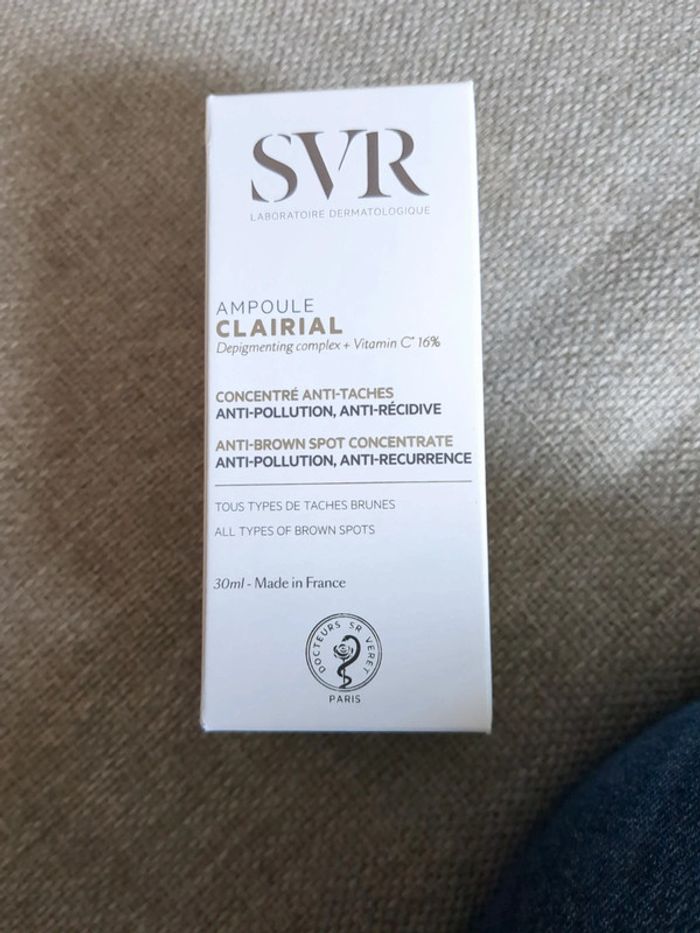 SVR
LABORATOIRE DERMATOLOGIQUE
AMPOULE
CLAIRIAL
Depigmenting complex + Vitamin C* 16%
CONCENTRÉ ANTI-TACHES
ANTI-POLLUTION, ANTI-RÉCIDIVE
ANTI-BROWN SPOT CONCENTRATE
ANTI-POLLUTION, ANTI-RECURRENCE
TOUS TYPES DE TACHES BRUNES
ALL TYPES OF BROWN SPOTS
30ml - Made in France
DOCTEURS SR VERET
PARIS